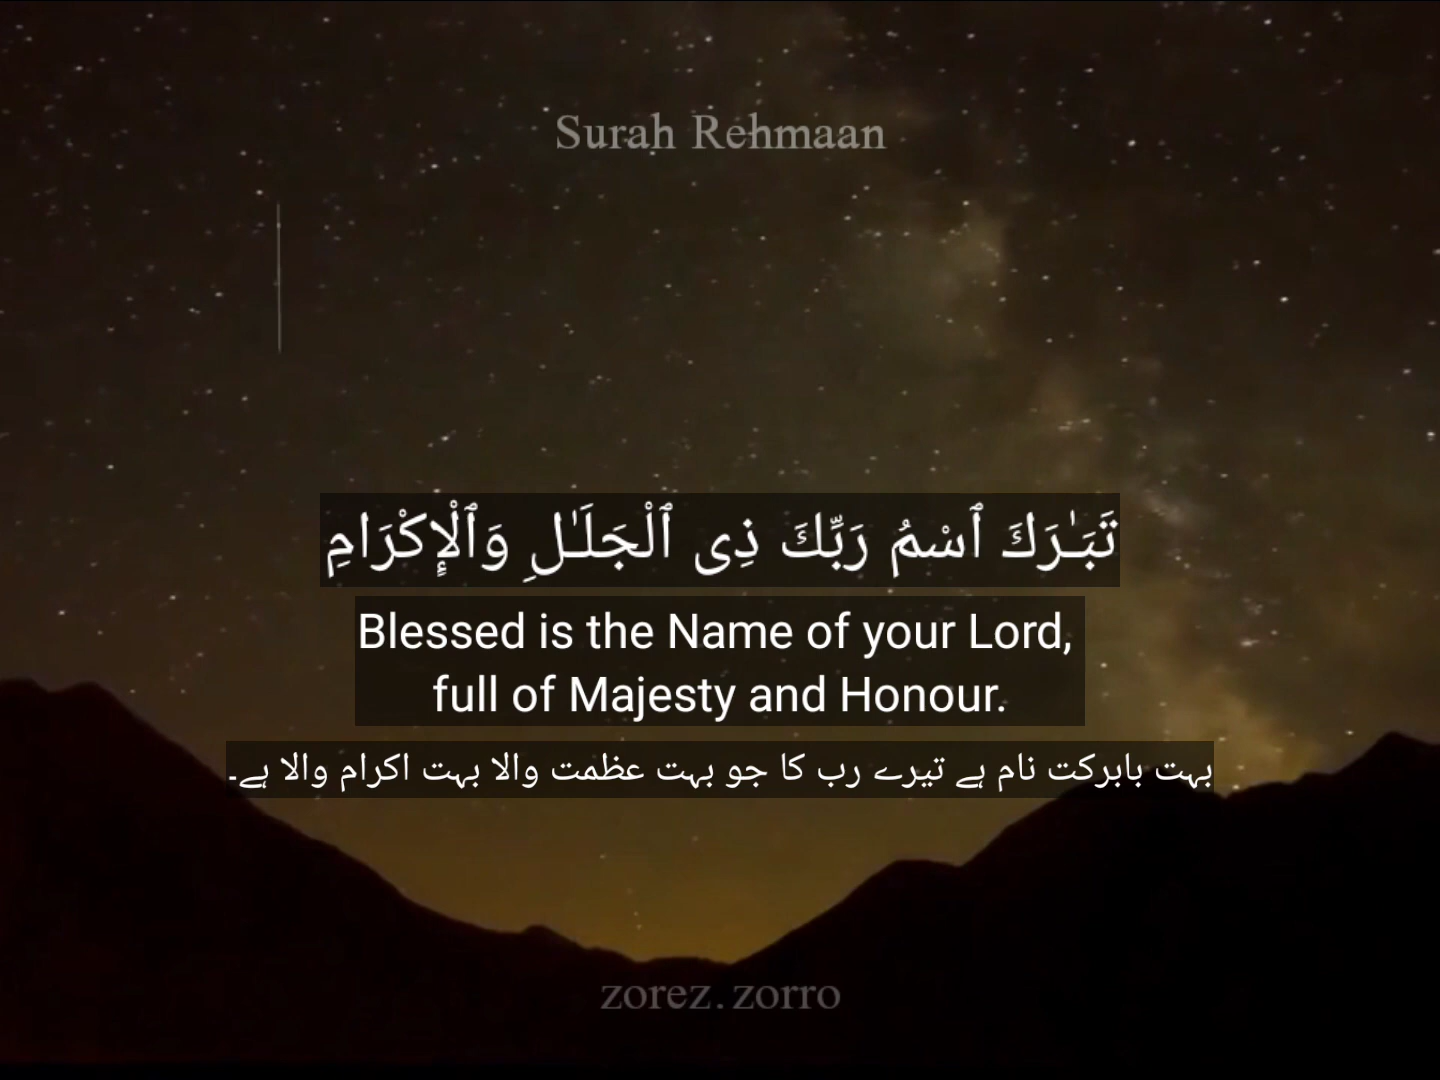 Surah Rehmaan
تَبَـٰرَكَ ٱسْمُ رَبِّكَ ذِى ٱلْجَلَـٰلِ وَٱلْإِكْرَامِ
Blessed is the Name of your Lord,
full of Majesty and Honour.
بہت بابرکت نام ہے تیرے رب کا جو بہت عظمت والا بہت اکرام والا ہے۔
zorez.zorro